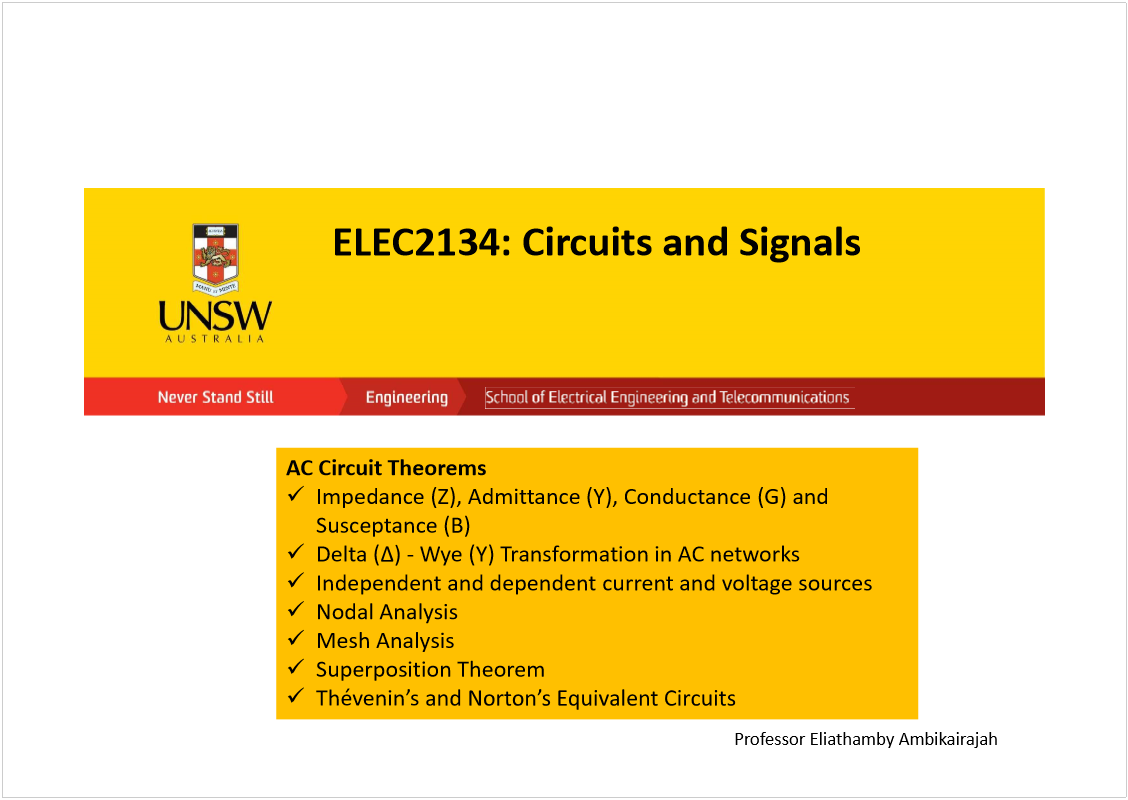 ELEC2134: Circuits and Signals
MANU ET MENTE
UNSW
AUSTRALIA
Never Stand Still
Engineering
School of Electrical Engineering and Telecommunications
AC Circuit Theorems
✓ Impedance (Z), Admittance (Y), Conductance (G) and
Susceptance (B)
✓ Delta (Δ) - Wye (Y) Transformation in AC networks
✓ Independent and dependent current and voltage sources
✓ Nodal Analysis
✓ Mesh Analysis
✓ Superposition Theorem
✓ Thévenin’s and Norton’s Equivalent Circuits
Professor Eliathamby Ambikairajah